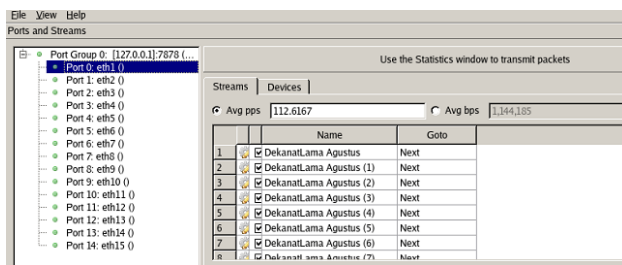 File View Help
Ports and Streams
Port Group 0: [127.0.0.1]:7878 (...
Port 0: eth1 ()
Port 1: eth2 ()
Port 2: eth3 ()
Port 3: eth4 ()
Port 4: eth5 ()
Port 5: eth6 ()
Port 6: eth7 ()
Port 7: eth8 ()
Port 8: eth9 ()
Port 9: eth10 ()
Port 10: eth11 ()
Port 11: eth12 ()
Port 12: eth13 ()
Port 13: eth14 ()
Port 14: eth15 ()
Use the Statistics window to transmit packets
Streams Devices
Avg pps 112.6167 Avg bps 1,144,185
Name Goto
1 DekanatLama Agustus Next
2 DekanatLama Agustus (1) Next
3 DekanatLama Agustus (2) Next
4 DekanatLama Agustus (3) Next
5 DekanatLama Agustus (4) Next
6 DekanatLama Agustus (5) Next
7 DekanatLama Agustus (6) Next
8 DekanatLama Agustus (7) Next